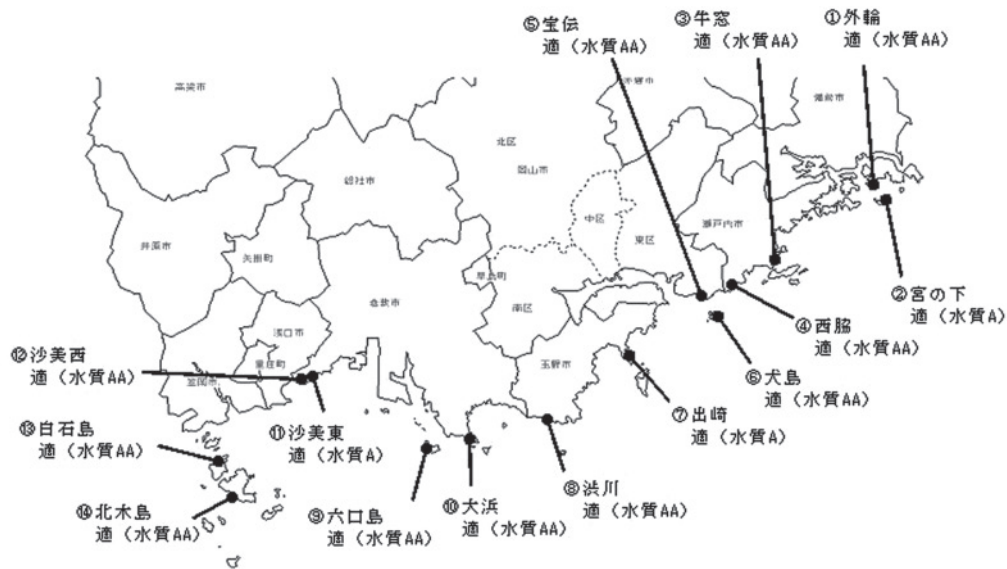 ⑤宝伝
適（水質AA）
③牛窓
適（水質AA）
①外輪
適（水質AA）
高梁市
備前市
北区
岡山市
総社市
中区
瀬戸内市
東区
井原市
矢掛町
早島町
倉敷市
南区
②宮の下
適（水質A）
浅口市
④西脇
適（水質AA）
⑫沙美西
適（水質AA）
里庄町
玉野市
笠岡市
⑥犬島
適（水質AA）
⑦出崎
適（水質A）
⑬白石島
適（水質AA）
⑪沙美東
適（水質A）
⑧渋川
適（水質AA）
⑭北木島
適（水質AA）
⑨六口島
適（水質AA）
⑩大浜
適（水質AA）